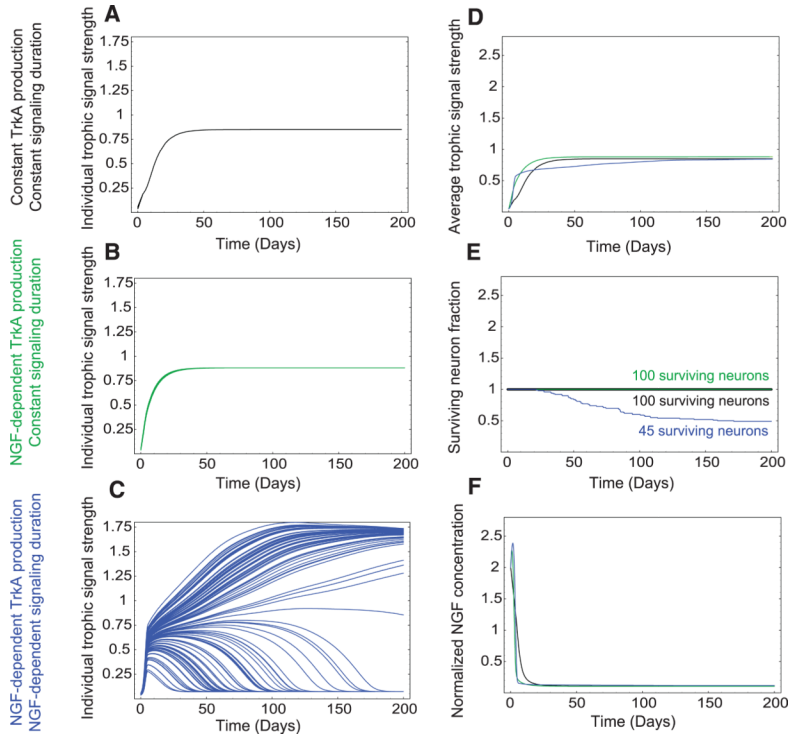 A
Constant TrkA production
Constant signaling duration
Individual trophic signal strength
1.75
1.5
1.25
1
0.75
0.5
0.25
0
50
100
150
200
Time (Days)
D
Average trophic signal strength
2.5
2
1.5
1
0.5
0
50
100
150
200
Time (Days)
B
NGF-dependent TrkA production
Constant signaling duration
Individual trophic signal strength
1.75
1.5
1.25
1
0.75
0.5
0.25
0
50
100
150
200
Time (Days)
E
Surviving neuron fraction
2.5
2
1.5
1
0.5
100 surviving neurons
100 surviving neurons
45 surviving neurons
0
50
100
150
200
Time (Days)
C
NGF-dependent TrkA production
NGF-dependent signaling duration
Individual trophic signal strength
1.75
1.5
1.25
1
0.75
0.5
0.25
0
50
100
150
200
Time (Days)
F
Normalized NGF concentration
2.5
2
1.5
1
0.5
0
50
100
150
200
Time (Days)